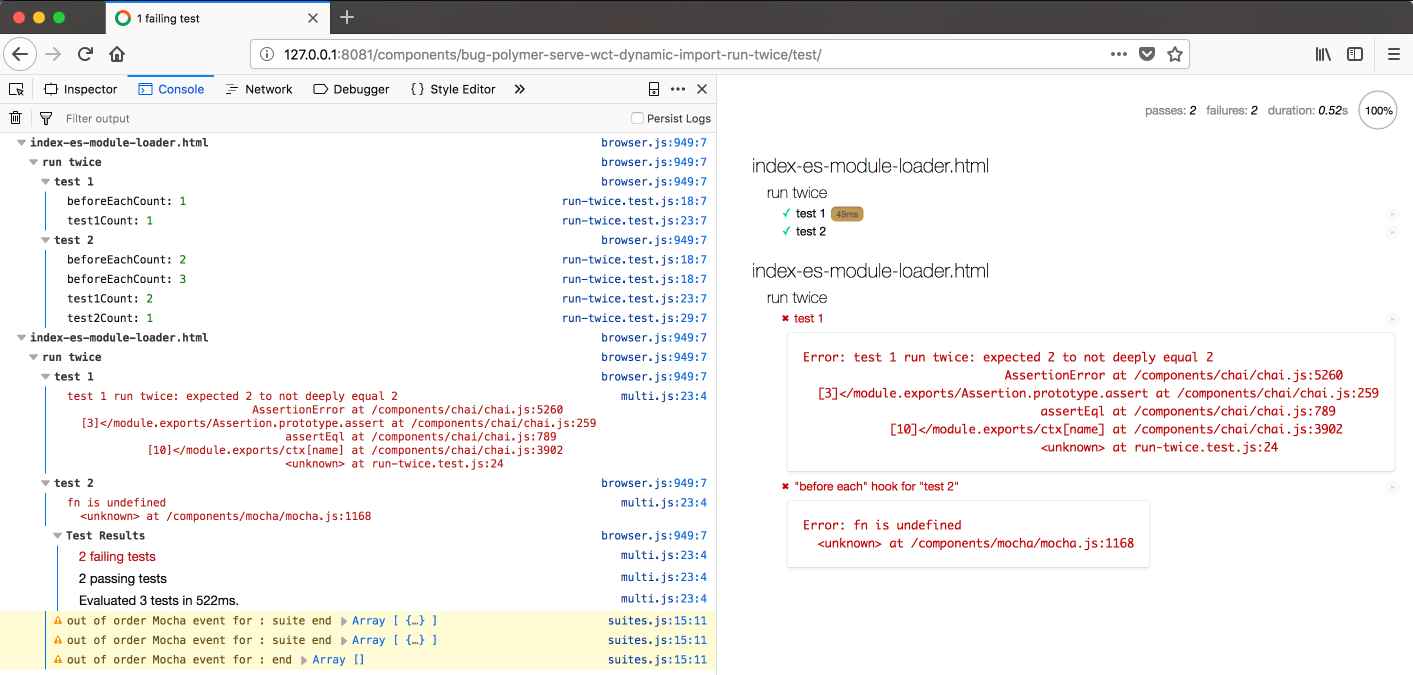 1 failing test
127.0.0.1:8081/components/bug-polymer-serve-wct-dynamic-import-run-twice/test/
Inspector Console Network Debugger { } Style Editor
Filter output Persist Logs
index-es-module-loader.html browser.js:949:7
run twice browser.js:949:7
test 1 browser.js:949:7
beforeEachCount: 1 run-twice.test.js:18:7
test1Count: 1 run-twice.test.js:23:7
test 2 browser.js:949:7
beforeEachCount: 2 run-twice.test.js:18:7
beforeEachCount: 3 run-twice.test.js:18:7
test1Count: 2 run-twice.test.js:23:7
test2Count: 1 run-twice.test.js:29:7
index-es-module-loader.html browser.js:949:7
run twice browser.js:949:7
test 1 browser.js:949:7
test 1 run twice: expected 2 to not deeply equal 2 multi.js:23:4
AssertionError at /components/chai/chai.js:5260
[3]</module.exports/Assertion.prototype.assert at /components/chai/chai.js:259
assertEql at /components/chai/chai.js:789
[10]</module.exports/ctx[name] at /components/chai/chai.js:3902
<unknown> at run-twice.test.js:24
test 2 browser.js:949:7
fn is undefined multi.js:23:4
<unknown> at /components/mocha/mocha.js:1168
Test Results browser.js:949:7
2 failing tests multi.js:23:4
2 passing tests multi.js:23:4
Evaluated 3 tests in 522ms. multi.js:23:4
out of order Mocha event for : suite end Array [ {…} ] suites.js:15:11
out of order Mocha event for : suite end Array [ {…} ] suites.js:15:11
out of order Mocha event for : end Array [] suites.js:15:11
passes: 2 failures: 2 duration: 0.52s 100%
index-es-module-loader.html
run twice
✓ test 1 49ms
✓ test 2
index-es-module-loader.html
run twice
✖ test 1
Error: test 1 run twice: expected 2 to not deeply equal 2
AssertionError at /components/chai/chai.js:5260
[3]</module.exports/Assertion.prototype.assert at /components/chai/chai.js:259
assertEql at /components/chai/chai.js:789
[10]</module.exports/ctx[name] at /components/chai/chai.js:3902
<unknown> at run-twice.test.js:24
✖ "before each" hook for "test 2"
Error: fn is undefined
<unknown> at /components/mocha/mocha.js:1168